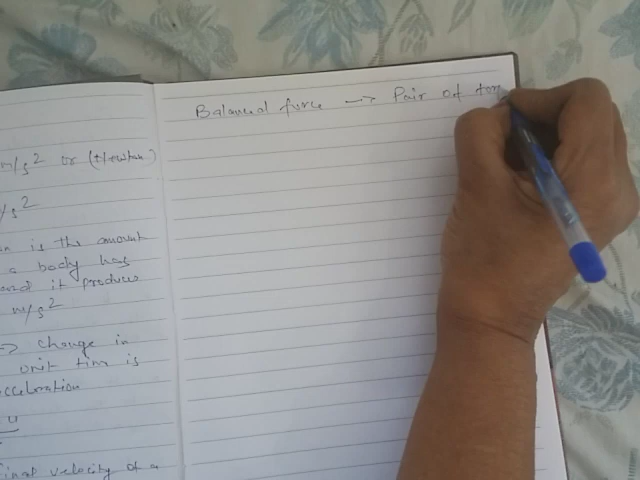 m/s² or (1 Newton)
/s²
is the amount
a body has
and it produces
m/s²
→ change in
unit time is
acceleration
u
final velocity of a
Balanced force → Pair of for